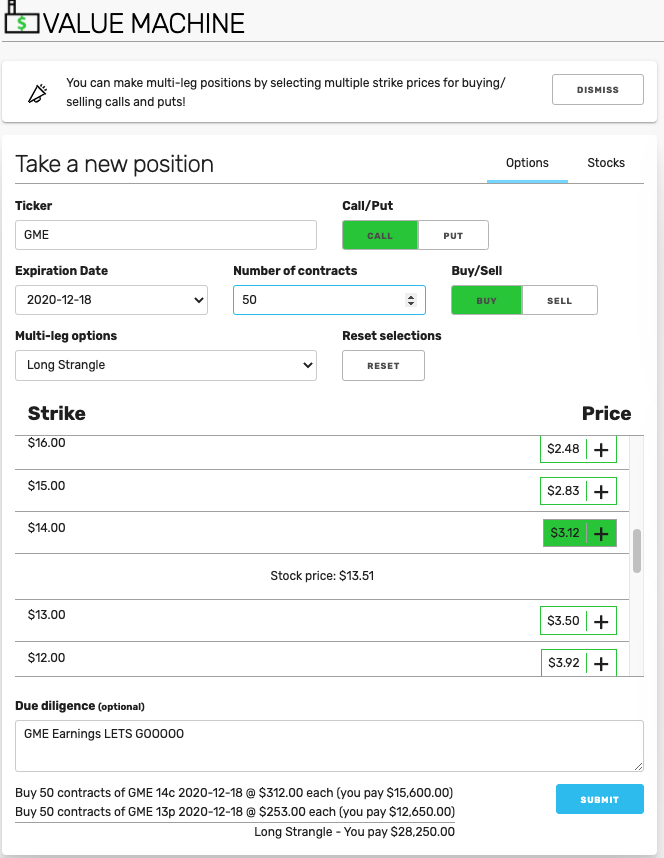 $ VALUE MACHINE
You can make multi-leg positions by selecting multiple strike prices for buying/
selling calls and puts!
DISMISS
Take a new position
Options
Stocks
Ticker
Call/Put
GME
CALL
PUT
Expiration Date
Number of contracts
Buy/Sell
2020-12-18
50
BUY
SELL
Multi-leg options
Reset selections
Long Strangle
RESET
Strike
Price
$16.00
$2.48 +
$15.00
$2.83 +
$14.00
$3.12 +
Stock price: $13.51
$13.00
$3.50 +
$12.00
$3.92 +
Due diligence (optional)
GME Earnings LETS GOOOOO
Buy 50 contracts of GME 14c 2020-12-18 @ $312.00 each (you pay $15,600.00)
Buy 50 contracts of GME 13p 2020-12-18 @ $253.00 each (you pay $12,650.00)
Long Strangle - You pay $28,250.00
SUBMIT